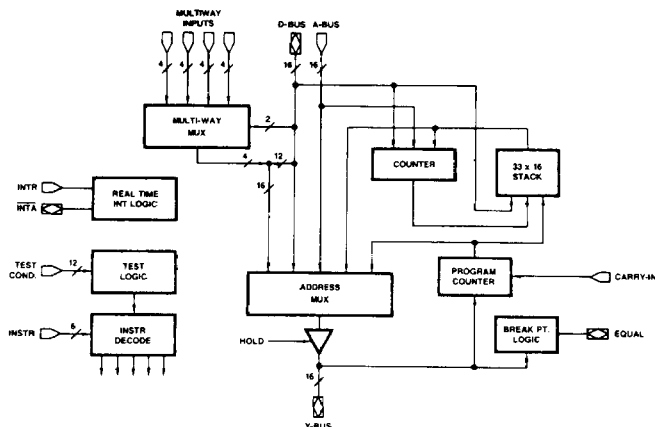 MULTIWAY
INPUTS
D-BUS A-BUS
4 4 4 4
16 16
MULTI-WAY
MUX
2
4 12
16
COUNTER
33 x 16
STACK
INTR
INTA
REAL TIME
INT LOGIC
TEST
COND.
12
TEST
LOGIC
ADDRESS
MUX
PROGRAM
COUNTER
CARRY-IN
INSTR
6
INSTR
DECODE
HOLD
BREAK PT.
LOGIC
EQUAL
16
Y-BUS